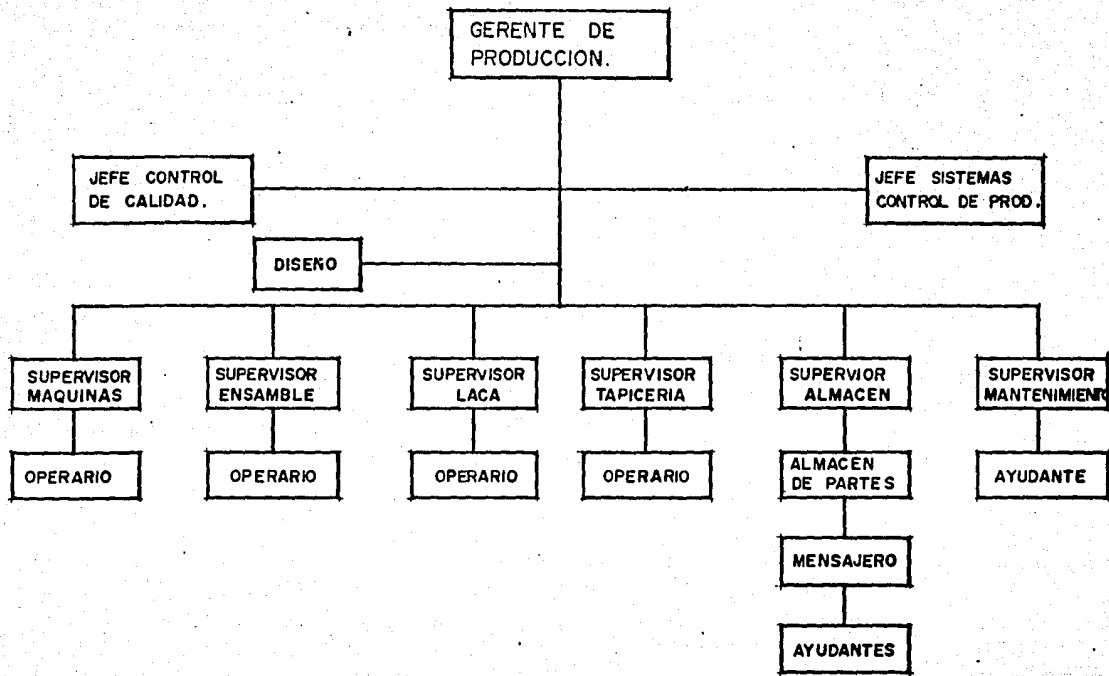 GERENTE DE
PRODUCCION.
JEFE CONTROL
DE CALIDAD.
JEFE SISTEMAS
CONTROL DE PROD.
DISEÑO
SUPERVISOR
MAQUINAS
SUPERVISOR
ENSAMBLE
SUPERVISOR
LACA
SUPERVISOR
TAPICERIA
SUPERVIOR
ALMACEN
SUPERVISOR
MANTENIMIENTO
OPERARIO
OPERARIO
OPERARIO
OPERARIO
ALMACEN
DE PARTES
AYUDANTE
MENSAJERO
AYUDANTES